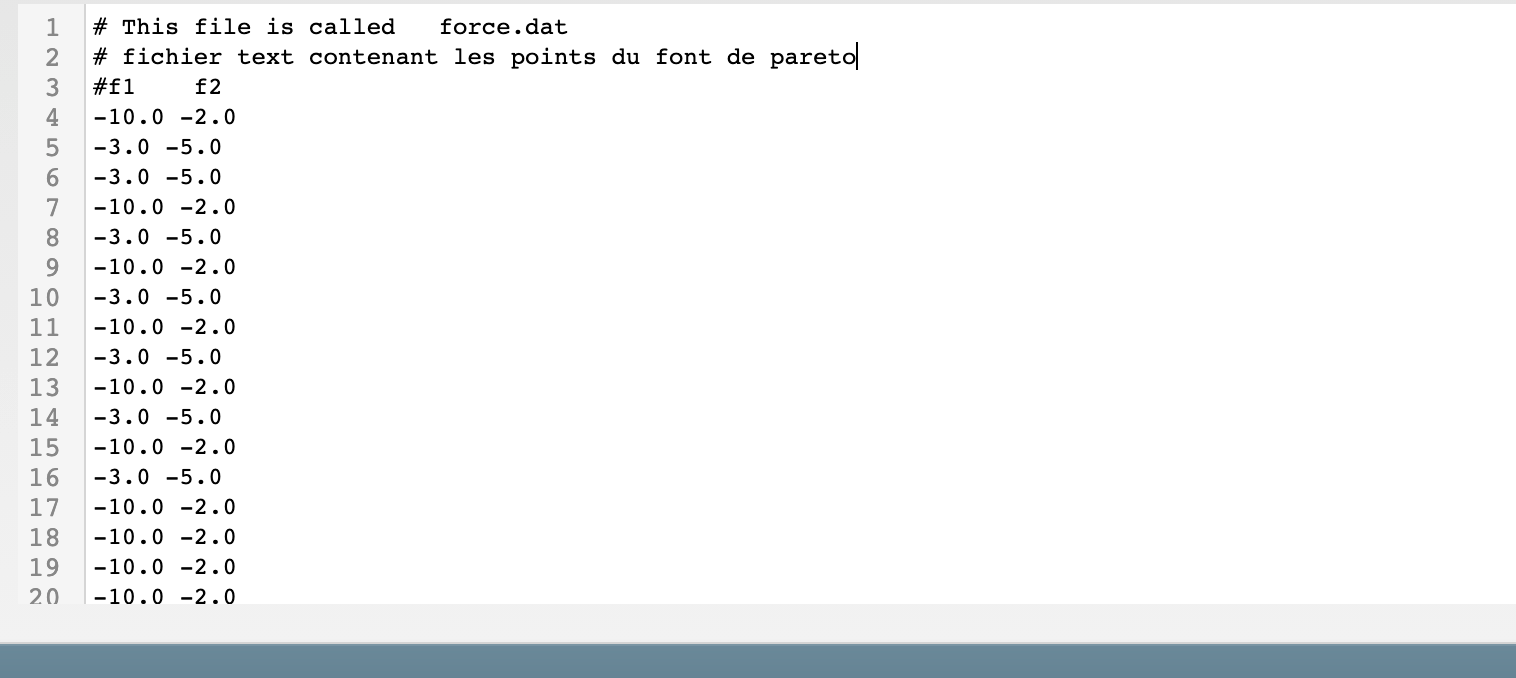 1 # This file is called   force.dat
2 # fichier text contenant les points du font de pareto
3 #f1    f2
4 -10.0 -2.0
5 -3.0 -5.0
6 -3.0 -5.0
7 -10.0 -2.0
8 -3.0 -5.0
9 -10.0 -2.0
10 -3.0 -5.0
11 -10.0 -2.0
12 -3.0 -5.0
13 -10.0 -2.0
14 -3.0 -5.0
15 -10.0 -2.0
16 -3.0 -5.0
17 -10.0 -2.0
18 -10.0 -2.0
19 -10.0 -2.0
20 -10.0 -2.0